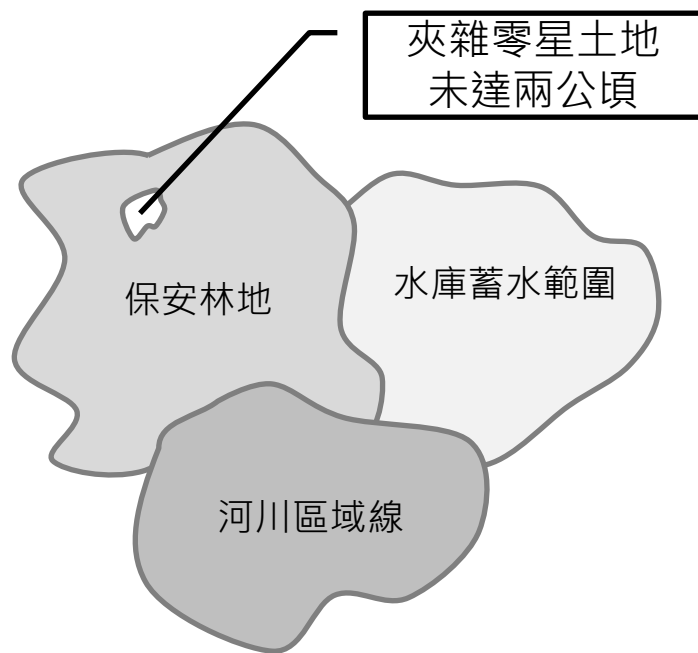 夾雜零星土地
未達兩公頃
保安林地
水庫蓄水範圍
河川區域線